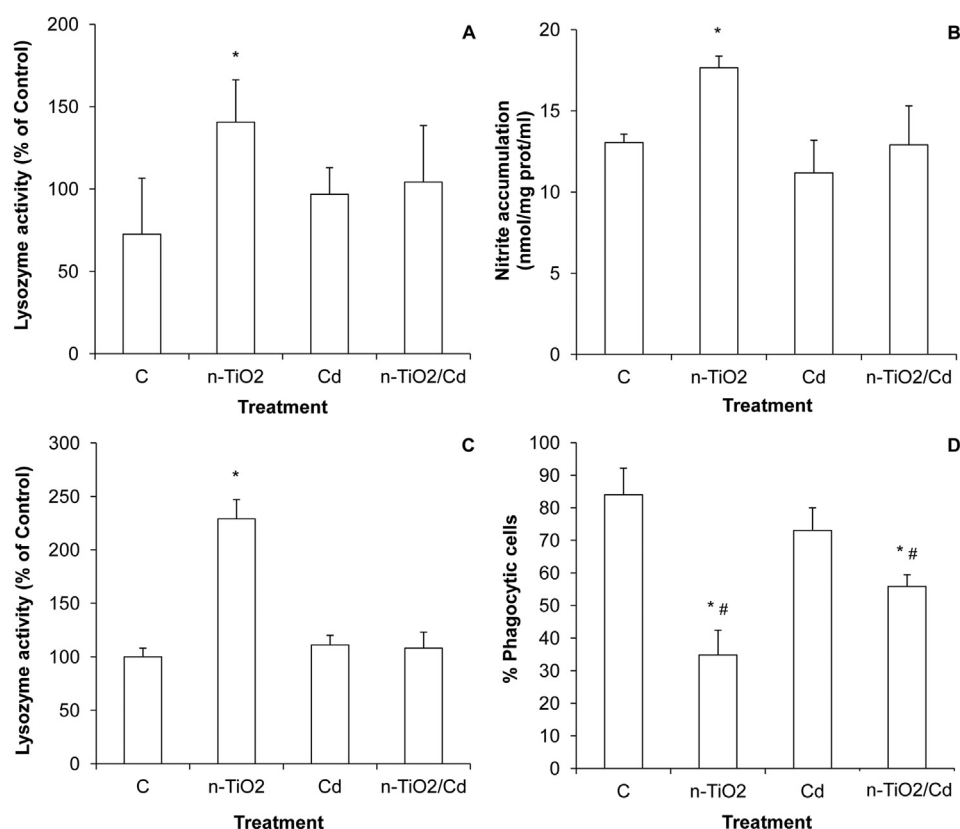 A
Lysozyme activity (% of Control)
200
150
100
50
0
*
C
n-TiO2
Cd
n-TiO2/Cd
Treatment
B
Nitrite accumulation
(nmol/mg prot/ml)
20
15
10
5
0
*
C
n-TiO2
Cd
n-TiO2/Cd
Treatment
C
Lysozyme activity (% of Control)
300
250
200
150
100
50
0
*
C
n-TiO2
Cd
n-TiO2/Cd
Treatment
D
% Phagocytic cells
100
90
80
70
60
50
40
30
20
10
0
* #
* #
C
n-TiO2
Cd
n-TiO2/Cd
Treatment